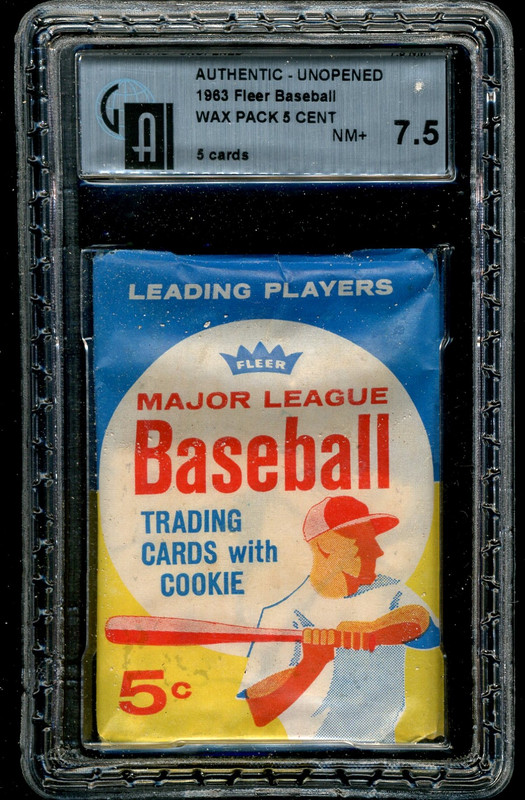 AUTHENTIC - UNOPENED
1963 Fleer Baseball
WAX PACK 5 CENT
NM+ 7.5
5 cards
GA
LEADING PLAYERS
FLEER
MAJOR LEAGUE
Baseball
TRADING
CARDS with
COOKIE
5c